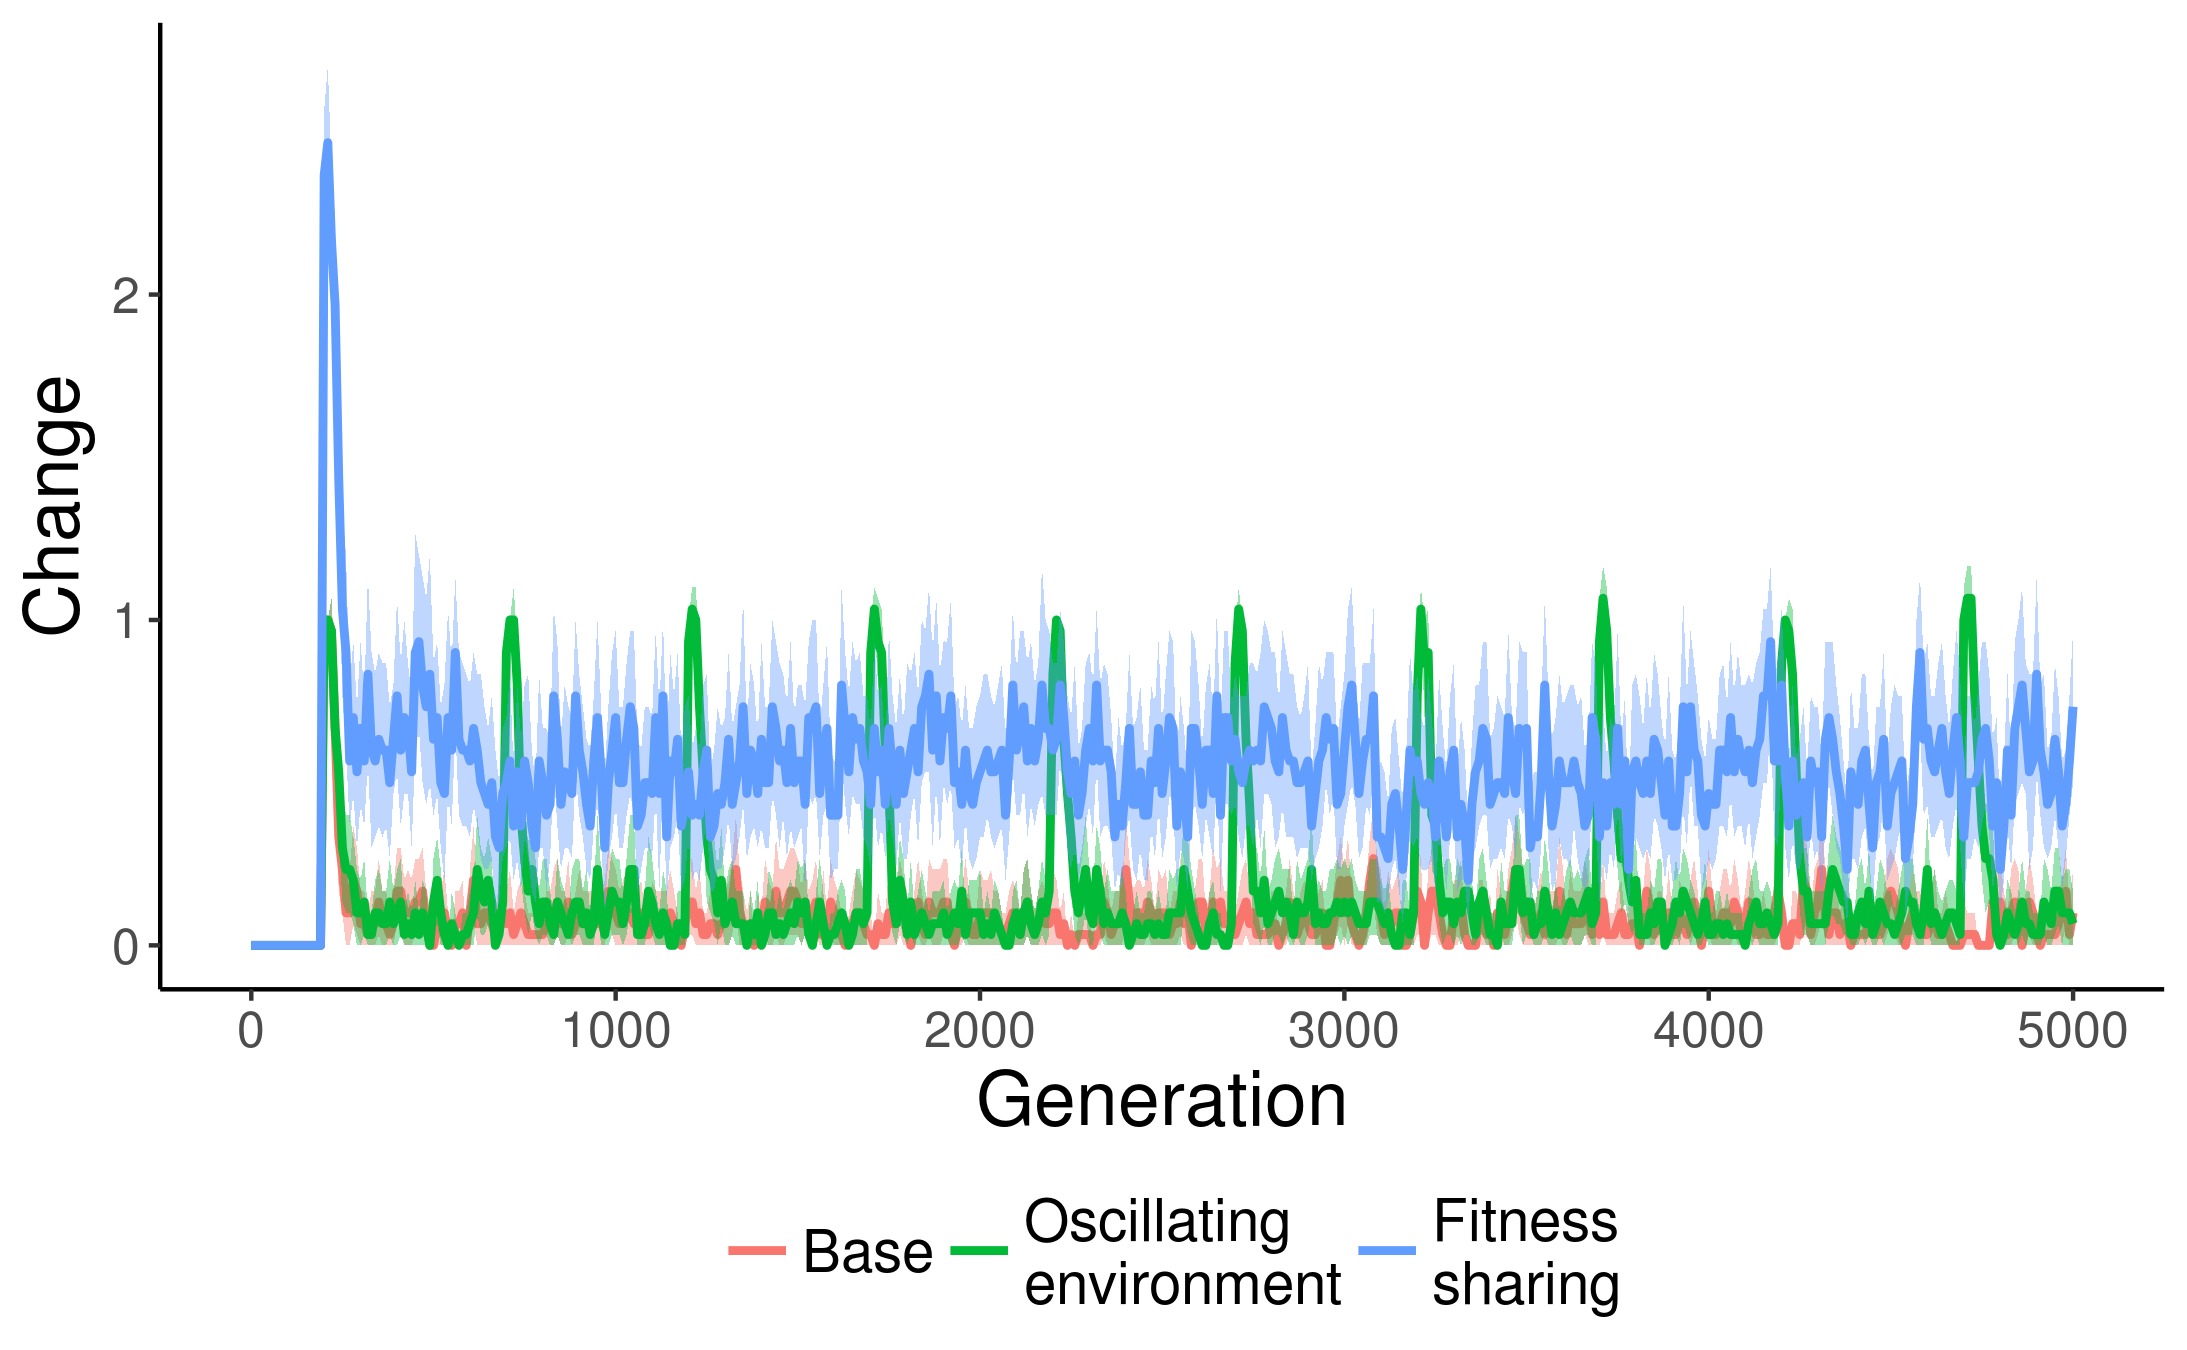 Change
2
1
0
0 1000 2000 3000 4000 5000
Generation
Base
Oscillating
environment
Fitness
sharing